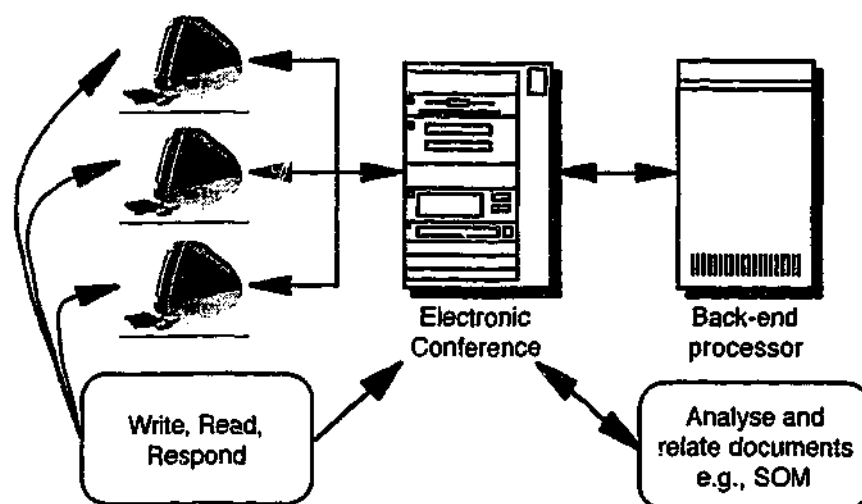 Electronic
Conference
Back-end
processor
Write, Read,
Respond
Analyse and
relate documents
e.g., SOM